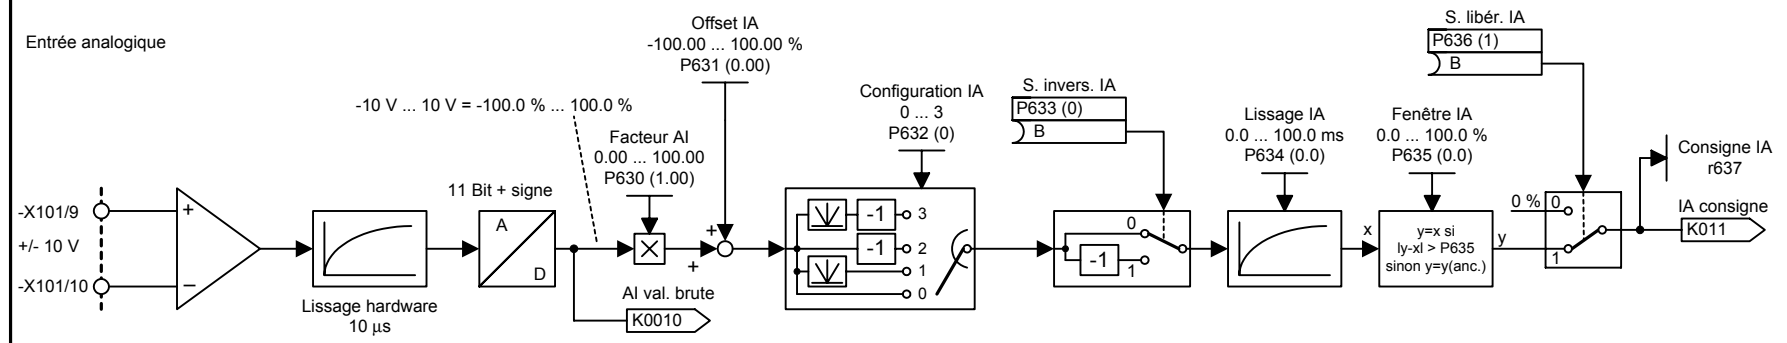 Entrée analogique
Offset IA
-100.00 ... 100.00 %
P631 (0.00)
S. libér. IA
P636 (1)
B
-10 V ... 10 V = -100.0 % ... 100.0 %
Facteur AI
0.00 ... 100.00
P630 (1.00)
Configuration IA
0 ... 3
P632 (0)
S. invers. IA
P633 (0)
B
Lissage IA
0.0 ... 100.0 ms
P634 (0.0)
Fenêtre IA
0.0 ... 100.0 %
P635 (0.0)
Consigne IA
r637
11 Bit + signe
-X101/9
+/- 10 V
-X101/10
+
−
A
D
+
+
-1
3
-1
2
1
0
0
-1
1
x
y=x si
ly-xl > P635
sinon y=y(anc.)
y
0 %
0
1
IA consigne
K011
Lissage hardware
10 µs
AI val. brute
K0010